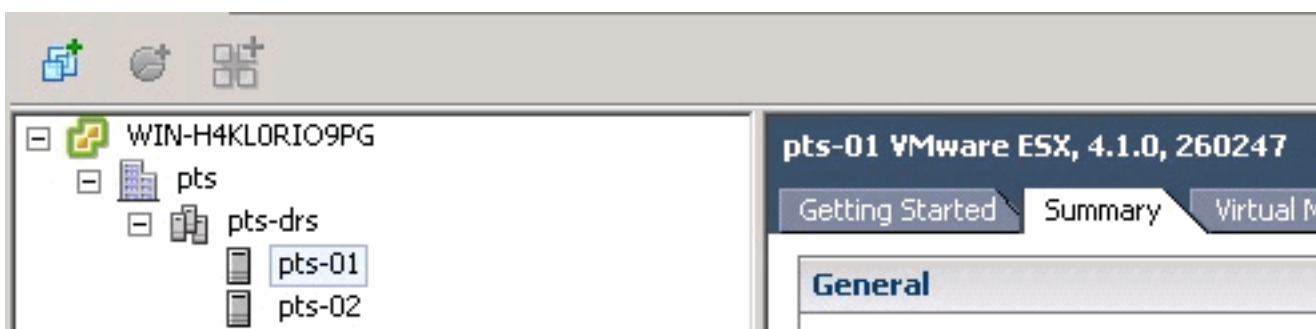 WIN-H4KL0RIO9PG
pts
pts-drs
pts-01
pts-02
pts-01 VMware ESX, 4.1.0, 260247
Getting Started Summary Virtual M
General